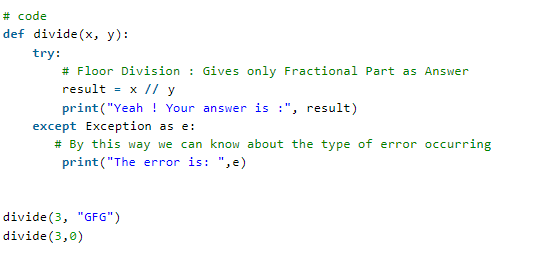 # code
def divide(x, y):
    try:
        # Floor Division : Gives only Fractional Part as Answer
        result = x // y
        print("Yeah ! Your answer is :", result)
    except Exception as e:
       # By this way we can know about the type of error occurring
        print("The error is: ",e)
divide(3, "GFG")
divide(3,0)